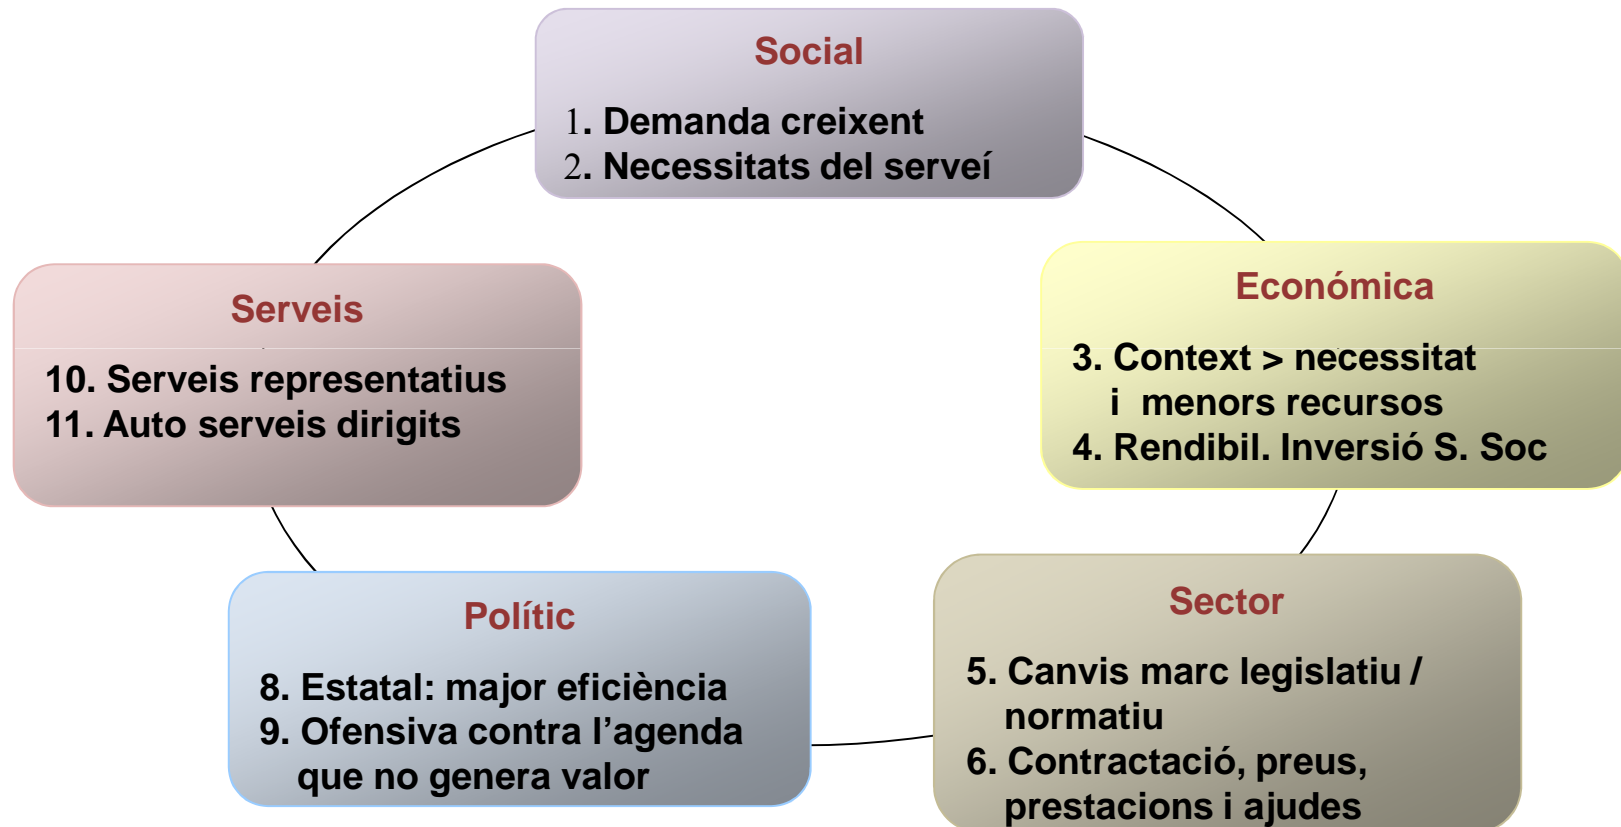 Social
1. Demanda creixent
2. Necessitats del serveí
Económica
3. Context > necessitat
i menors recursos
4. Rendibil. Inversió S. Soc
Sector
5. Canvis marc legislatiu /
normatiu
6. Contractació, preus,
prestacions i ajudes
Polític
8. Estatal: major eficiència
9. Ofensiva contra l’agenda
que no genera valor
Serveis
10. Serveis representatius
11. Auto serveis dirigits